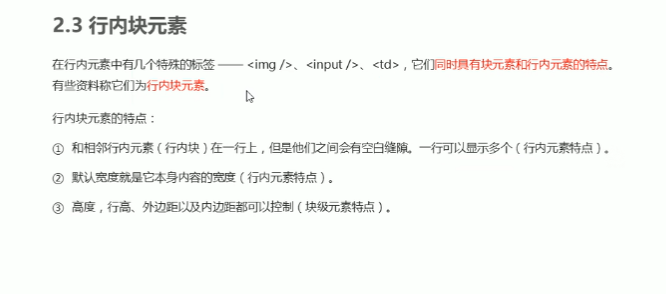 2.3 行内块元素
在行内元素中有几个特殊的标签 —— <img />、<input />、<td>，它们同时具有块元素和行内元素的特点。
有些资料称它们为行内块元素。
行内块元素的特点：
① 和相邻行内元素（行内块）在一行上，但是他们之间会有空白缝隙。一行可以显示多个（行内元素特点）。
② 默认宽度就是它本身内容的宽度（行内元素特点）。
③ 高度，行高、外边距以及内边距都可以控制（块级元素特点）。